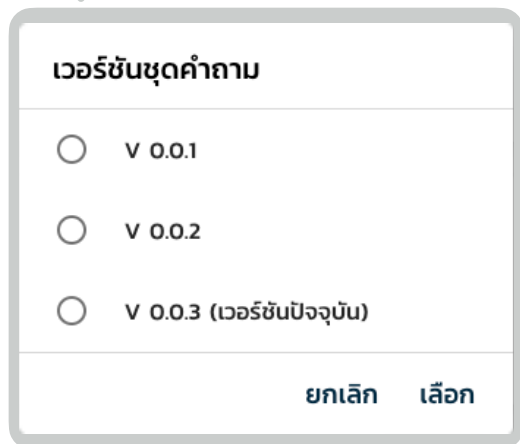 เวอร์ชันชุดคำถาม
V 0.0.1
V 0.0.2
V 0.0.3 (เวอร์ชันปัจจุบัน)
ยกเลิก เลือก